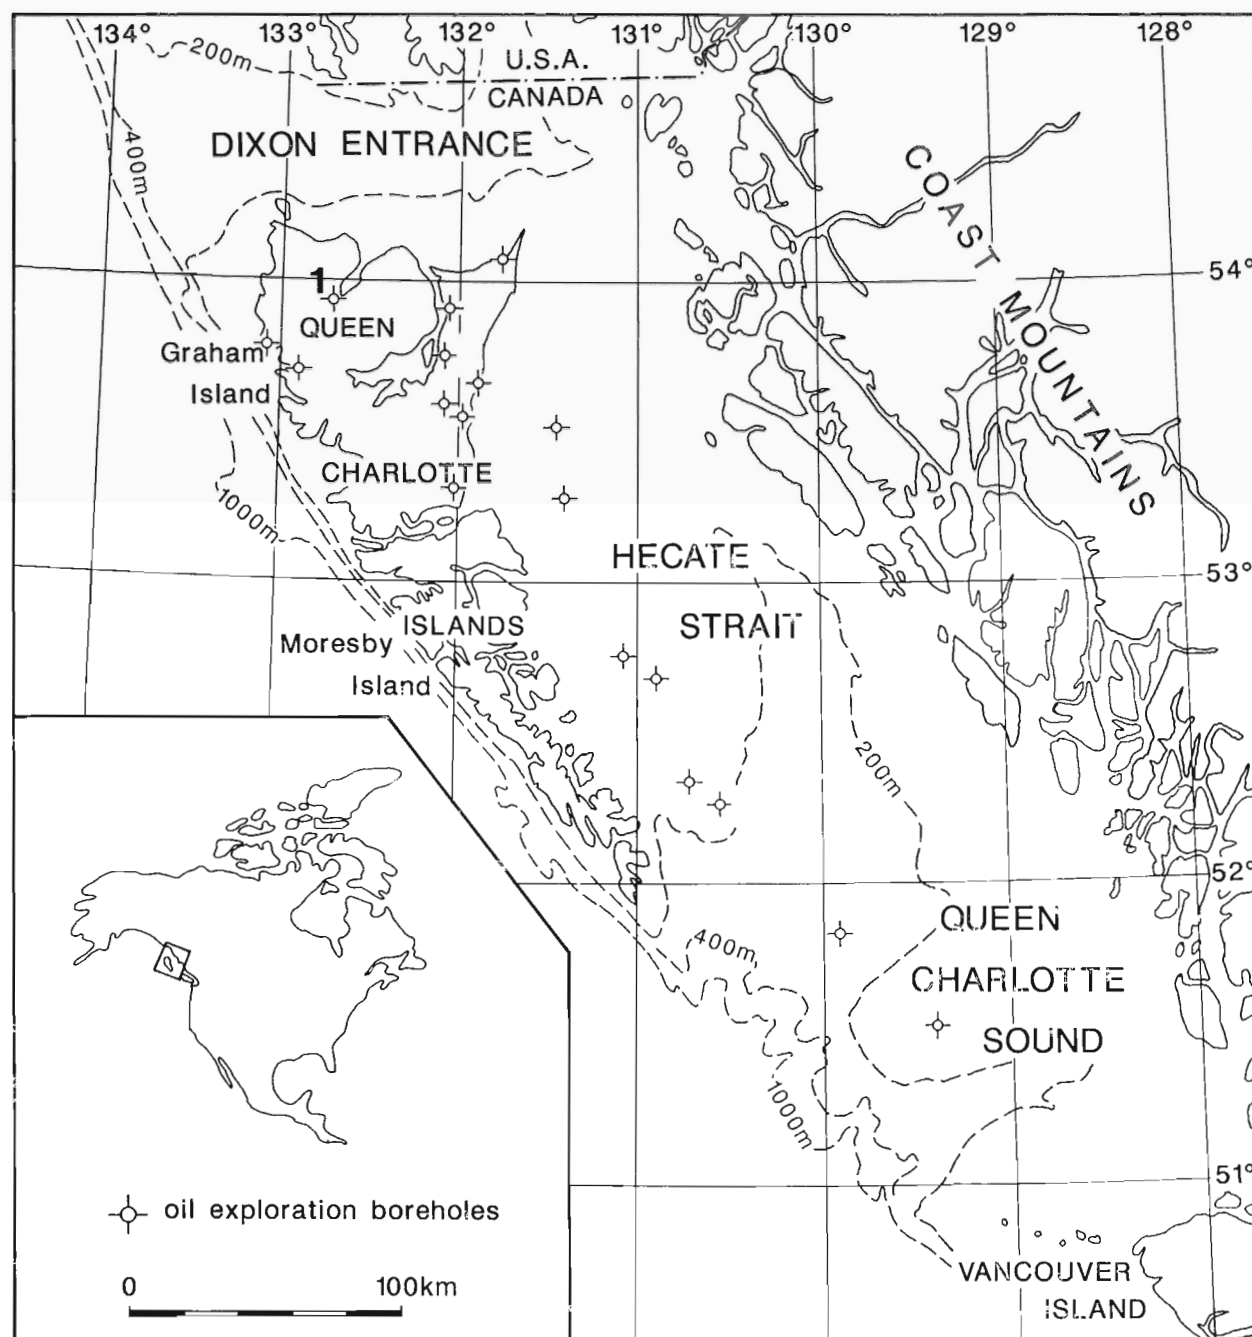 134° 133° 132° 131° 130° 129° 128°
200m
U.S.A.
CANADA
DIXON ENTRANCE
400m
COAST MOUNTAINS
54°
1
QUEEN
Graham
Island
CHARLOTTE
1000m
HECATE
53°
STRAIT
ISLANDS
Moresby
Island
200m
52°
QUEEN
400m
CHARLOTTE
SOUND
1000m
51°
oil exploration boreholes
VANCOUVER
ISLAND
0 100km